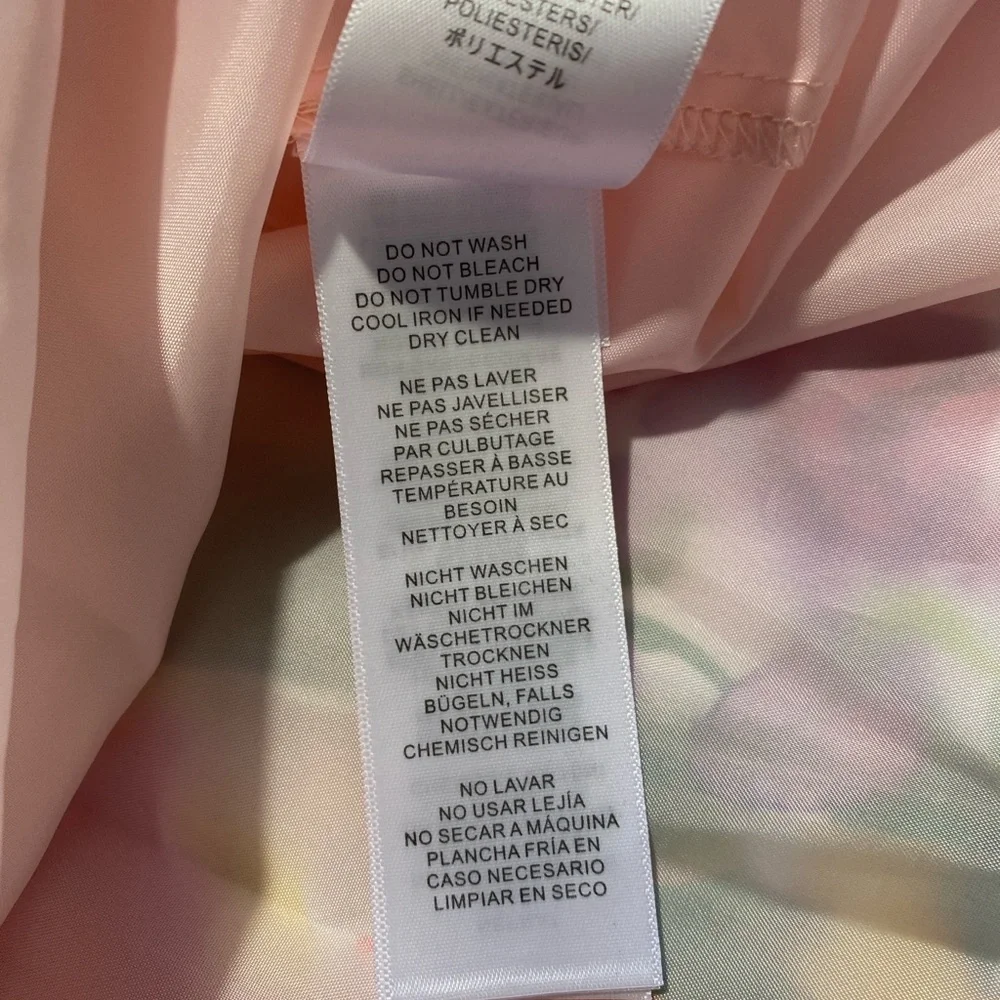 POLIESTERIS/
ポリエステル
DO NOT WASH
DO NOT BLEACH
DO NOT TUMBLE DRY
COOL IRON IF NEEDED
DRY CLEAN
NE PAS LAVER
NE PAS JAVELLISER
NE PAS SÉCHER
PAR CULBUTAGE
REPASSER À BASSE
TEMPÉRATURE AU
BESOIN
NETTOYER À SEC
NICHT WASCHEN
NICHT BLEICHEN
NICHT IM
WÄSCHETROCKNER
TROCKNEN
NICHT HEISS
BÜGELN, FALLS
NOTWENDIG
CHEMISCH REINIGEN
NO LAVAR
NO USAR LEJÍA
NO SECAR A MÁQUINA
PLANCHA FRÍA EN
CASO NECESARIO
LIMPIAR EN SECO